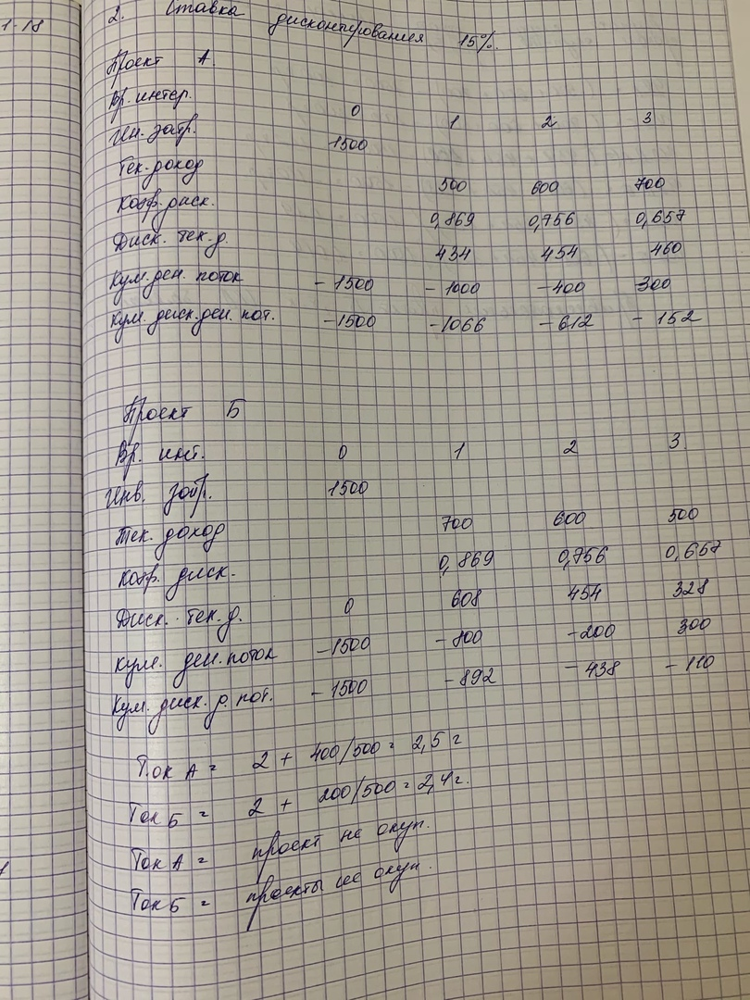 1-18
2. Ставка дисконтирования 15%.
Проект А
Вр. интер. 0 1 2 3
Ин. затр. 1500
Тек. доход 500 600 700
Коэф. диск. 0,869 0,756 0,657
Диск. тек. д. 434 454 460
Кум. ден. поток -1500 -1000 -400 300
Кум. диск. ден. пот. -1500 -1066 -612 -152
Проект Б
Вр. инт. 0 1 2 3
Инв. затр. 1500
Тек. доход 700 600 500
Коэф. диск. 0,869 0,756 0,657
Диск. тек. д. 0 608 454 328
Кум. ден. поток -1500 -800 -200 300
Кум. диск. д. пот. -1500 -892 -438 -110
Т.ок А = 2 + 400/500 = 2,5 г
Ток Б = 2 + 200/500 = 2,4 г.
Ток А = проект не окуп.
Ток Б = проекты не окуп.